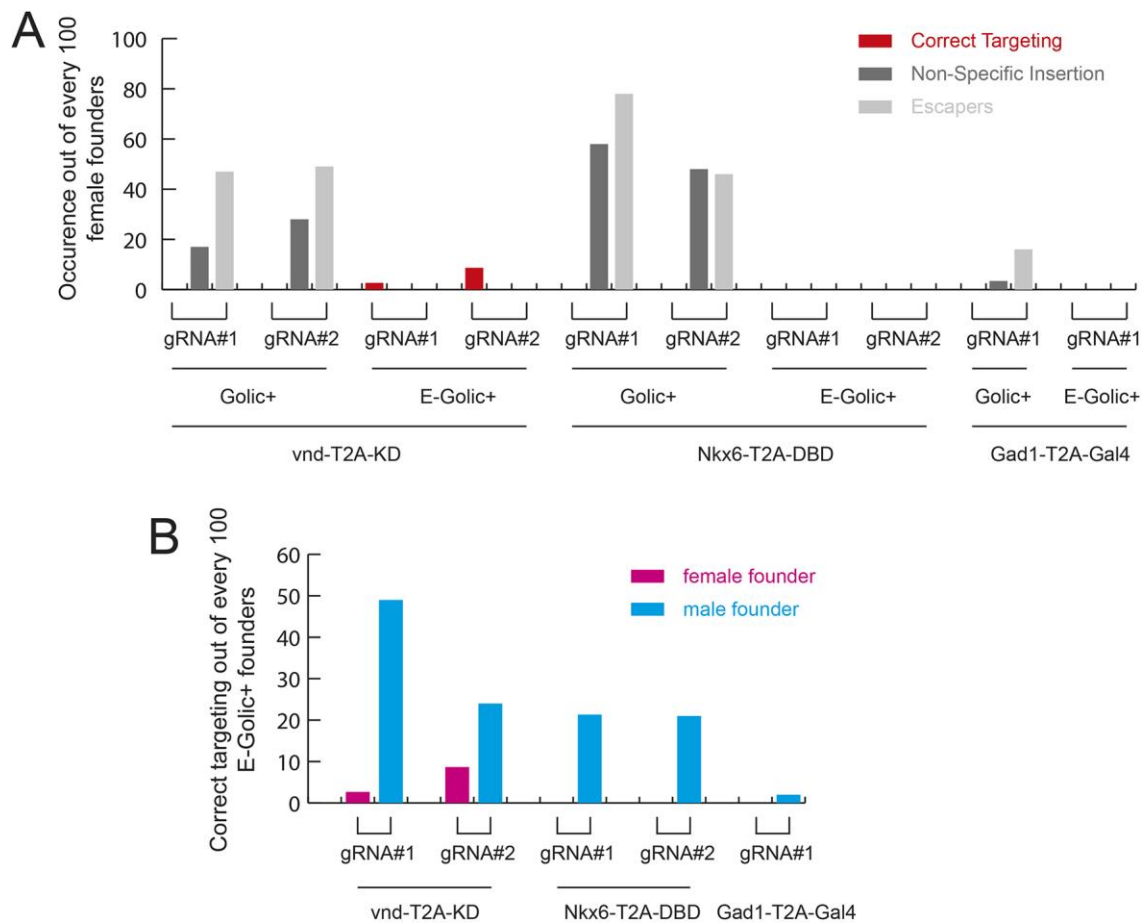 A
Occurence out of every 100
female founders
100
80
60
40
20
0
Correct Targeting
Non-Specific Insertion
Escapers
gRNA#1 gRNA#2 gRNA#1 gRNA#2 gRNA#1 gRNA#2 gRNA#1 gRNA#2 gRNA#1 gRNA#1
Golic+ E-Golic+ Golic+ E-Golic+ Golic+ E-Golic+
vnd-T2A-KD Nkx6-T2A-DBD Gad1-T2A-Gal4
B
Correct targeting out of every 100
E-Golic+ founders
60
50
40
30
20
10
0
female founder
male founder
gRNA#1 gRNA#2 gRNA#1 gRNA#2 gRNA#1
vnd-T2A-KD Nkx6-T2A-DBD Gad1-T2A-Gal4